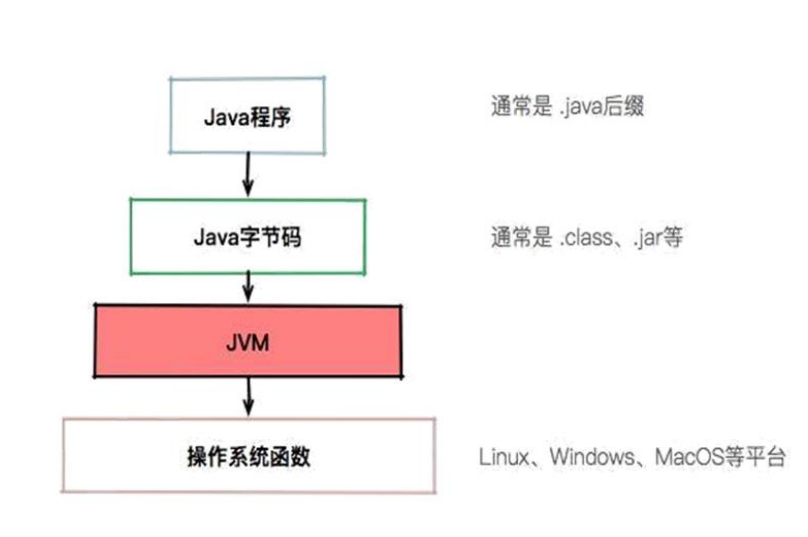 Java程序
通常是 .java后缀
Java字节码
通常是 .class、.jar等
JVM
操作系统函数
Linux、Windows、MacOS等平台